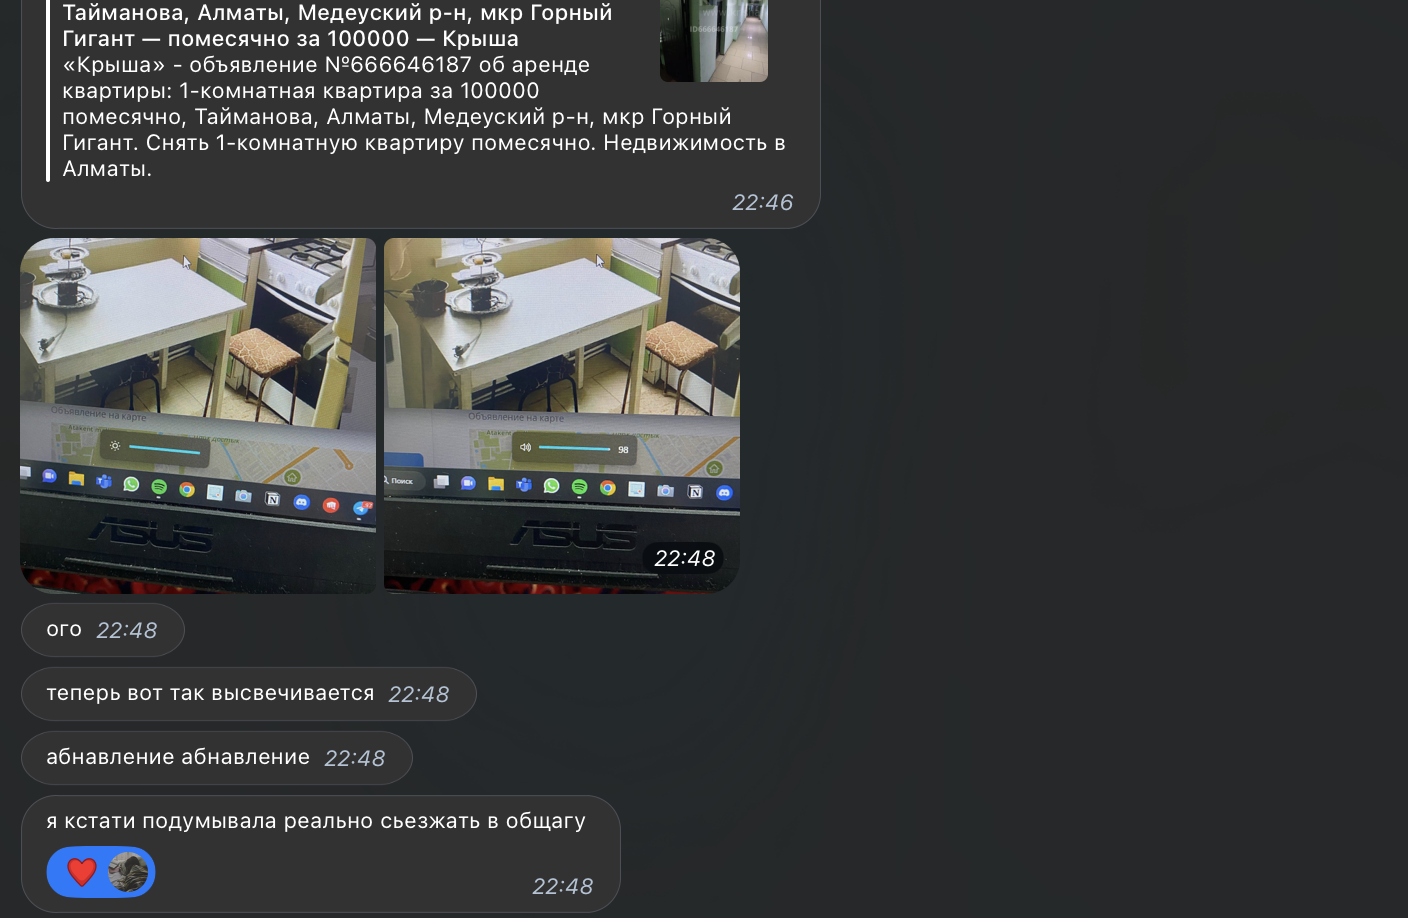 Тайманова, Алматы, Медеуский р-н, мкр Горный
Гигант — помесячно за 100000 — Крыша
«Крыша» - объявление №666646187 об аренде
квартиры: 1-комнатная квартира за 100000
помесячно, Тайманова, Алматы, Медеуский р-н, мкр Горный
Гигант. Снять 1-комнатную квартиру помесячно. Недвижимость в
Алматы.
ID666646187
22:46
Объявление на карте
ASUS
Объявление на карте
98
Поиск
ASUS
22:48
ого 22:48
теперь вот так высвечивается 22:48
абнавление абнавление 22:48
я кстати подумывала реально сьезжать в общагу
22:48